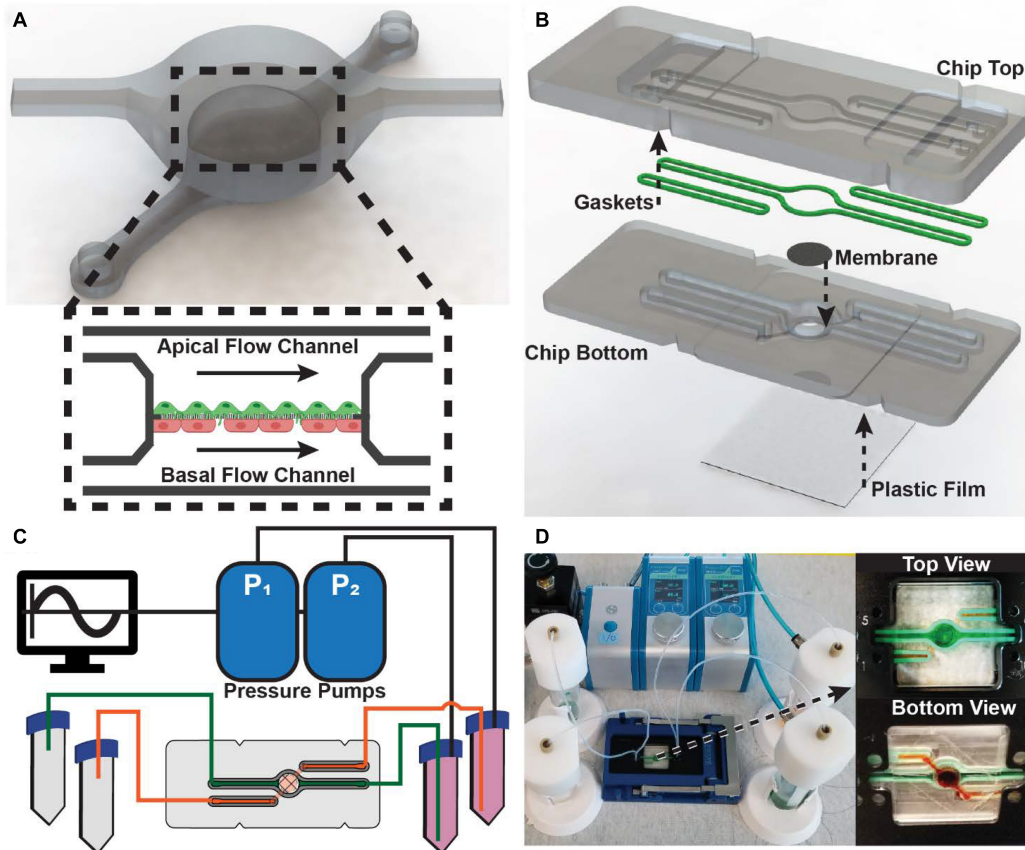 A
Apical Flow Channel
Basal Flow Channel
B
Chip Top
Gaskets
Membrane
Chip Bottom
Plastic Film
C
P₁
P₂
Pressure Pumps
D
Top View
5
1
Bottom View